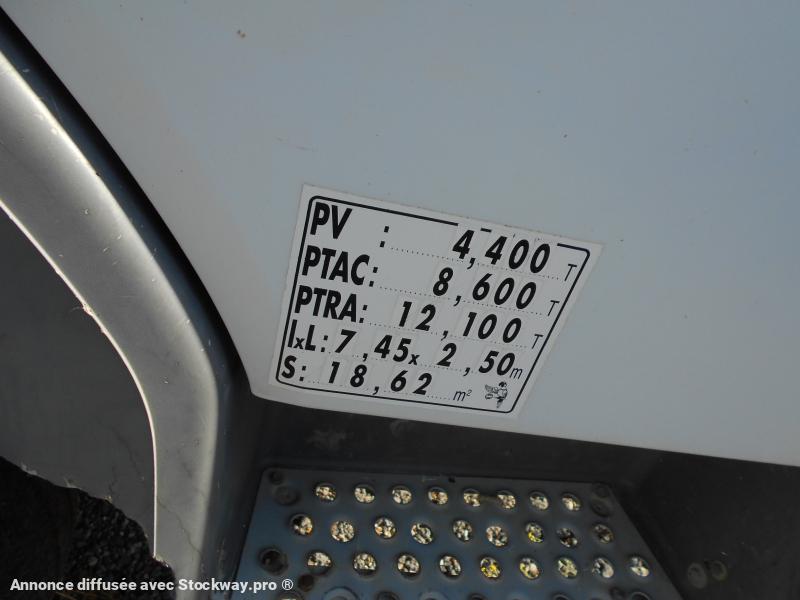 PV : 4,400 T
PTAC: 8,600 T
PTRA: 12,100 T
lxL: 7,45x 2,50m
S: 18,62 m²
Annonce diffusée avec Stockway.pro ®